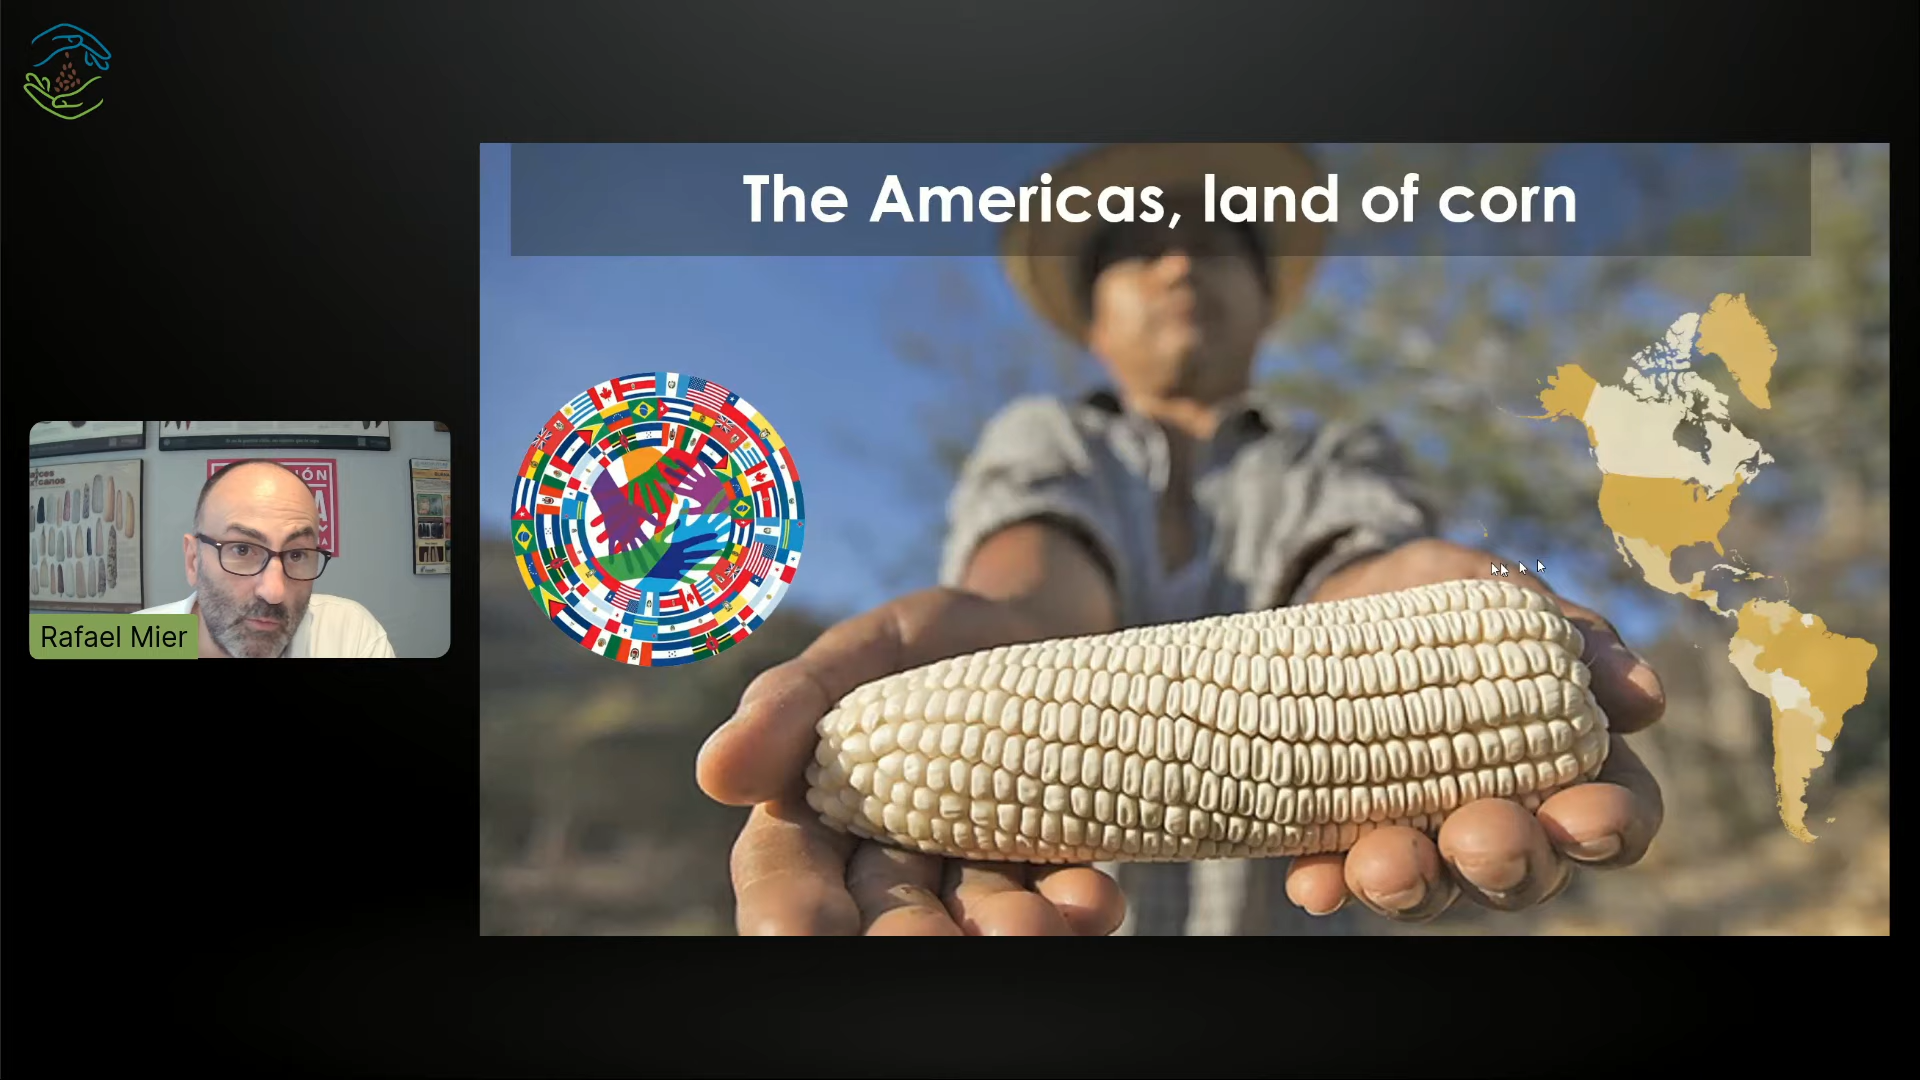 The Americas, land of corn
Rafael Mier